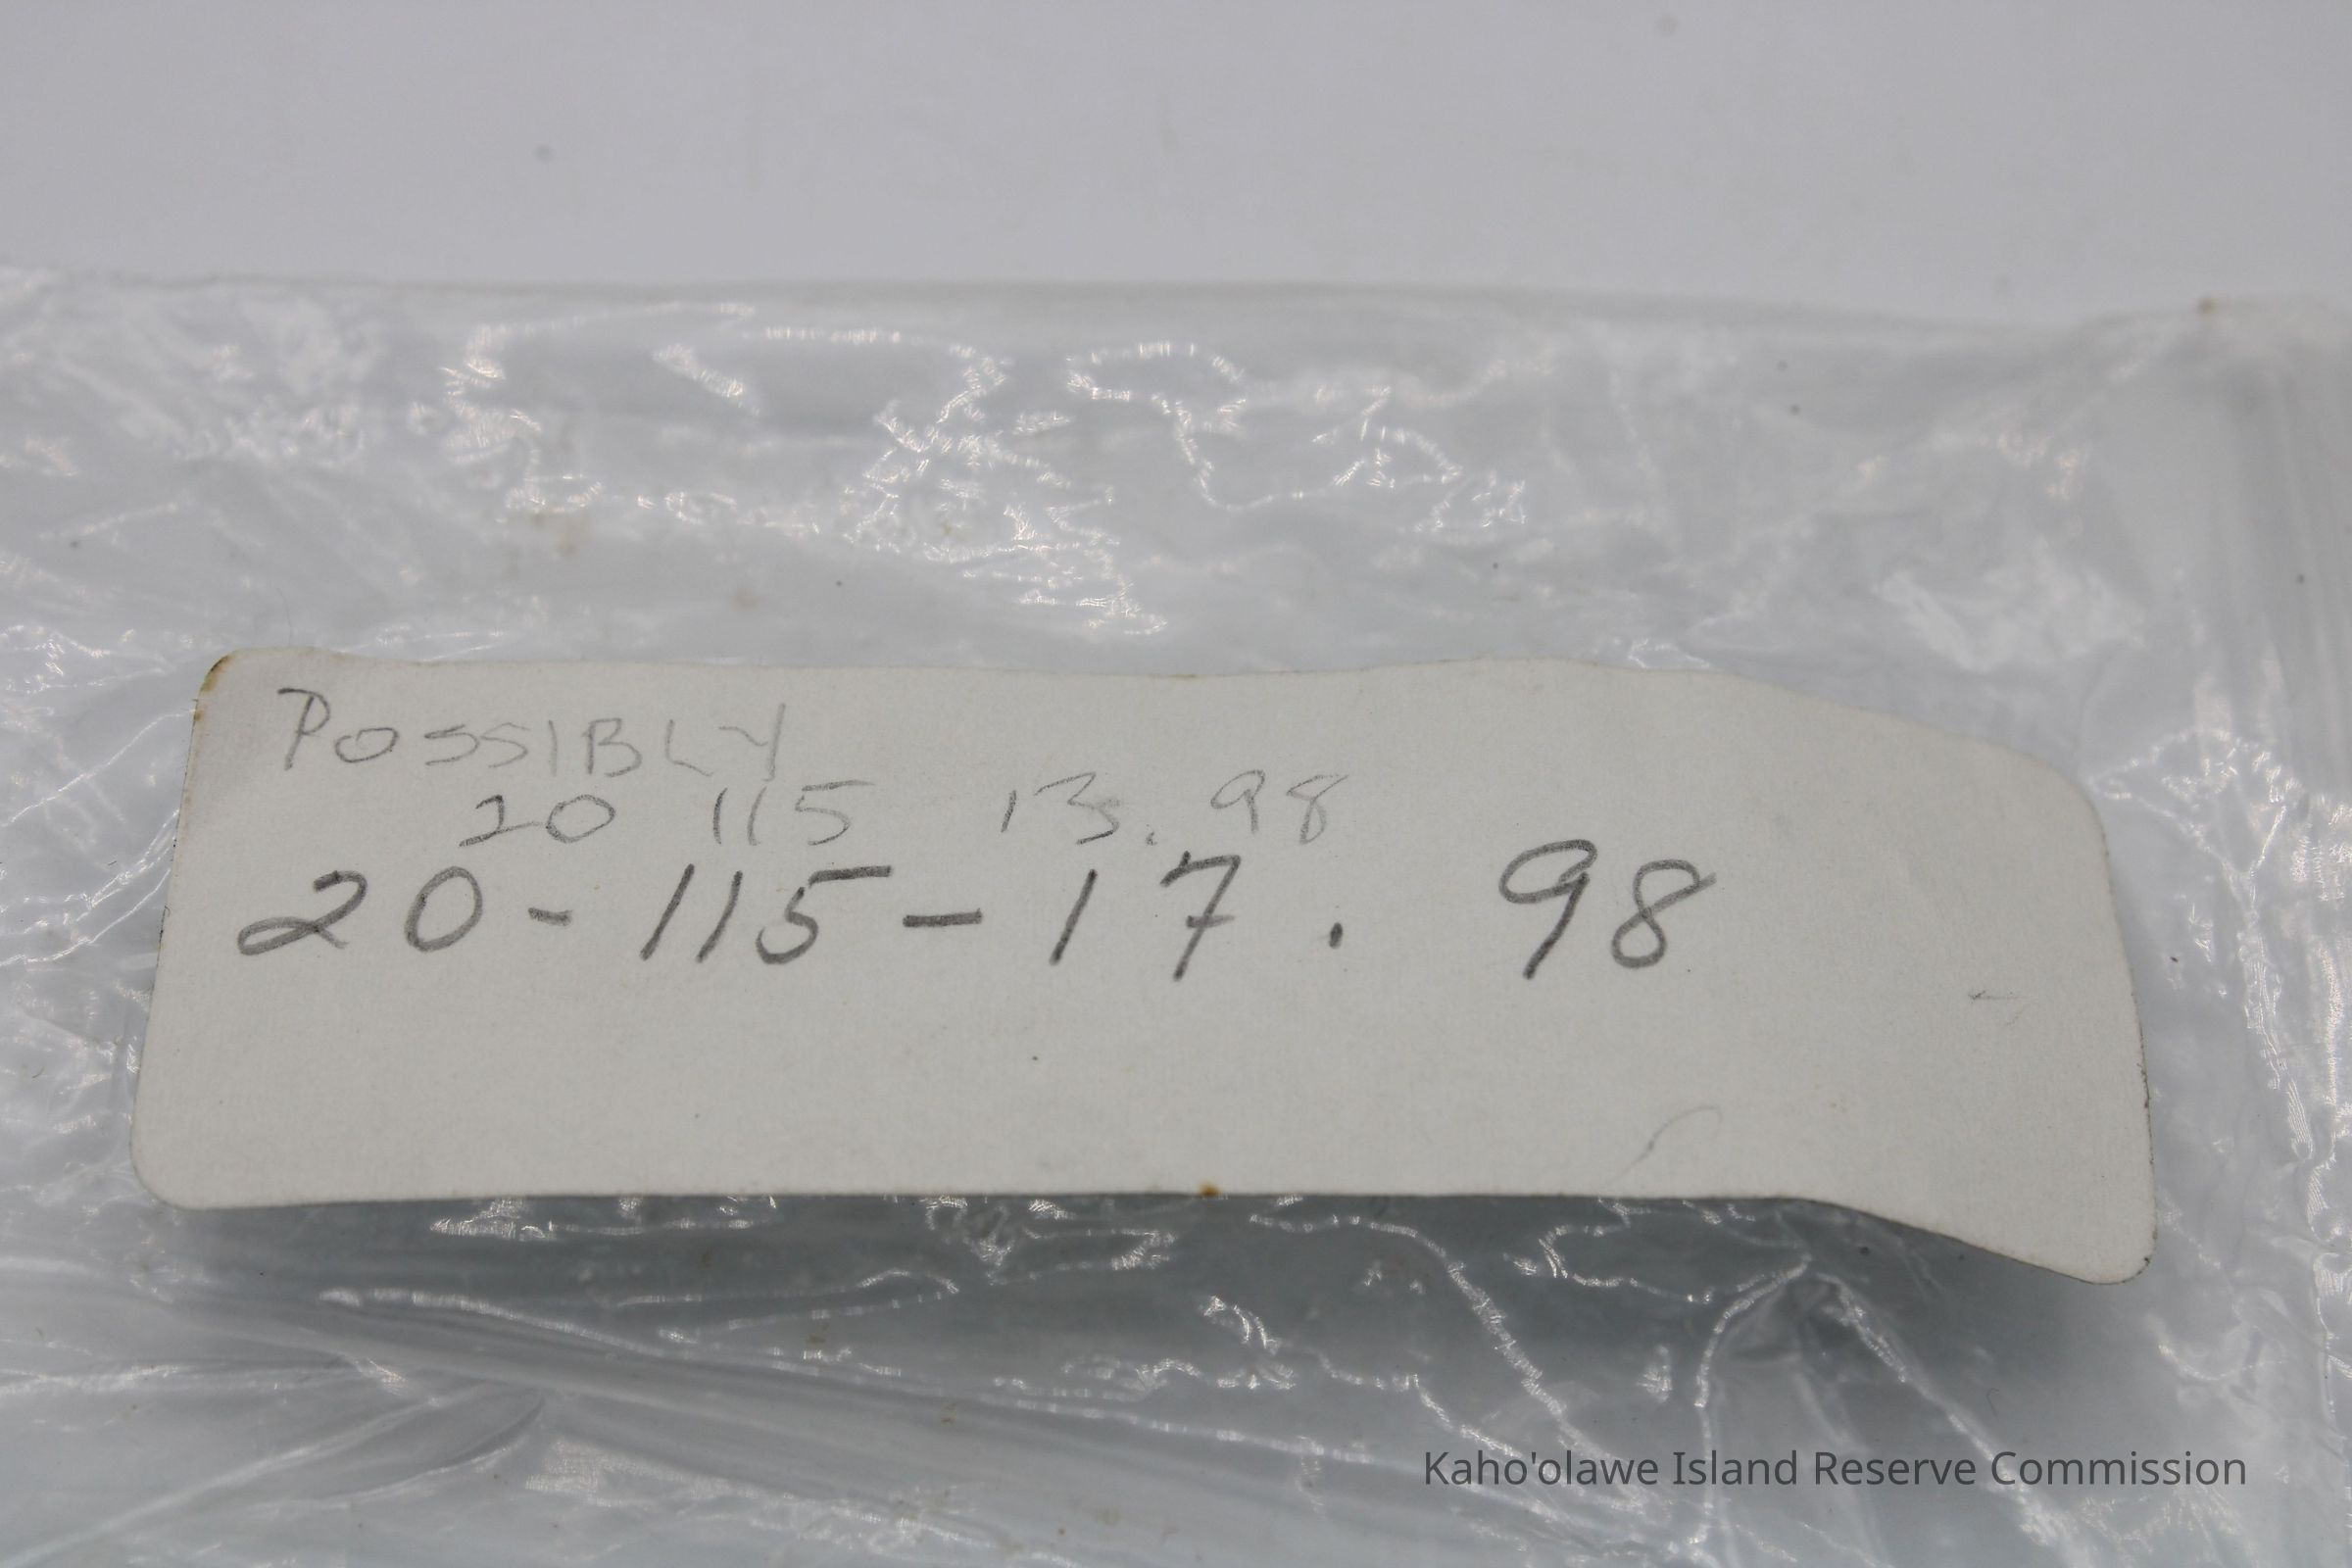 POSSIBLY
20 115 13.98
20-115-17.98
Kaho'olawe Island Reserve Commission